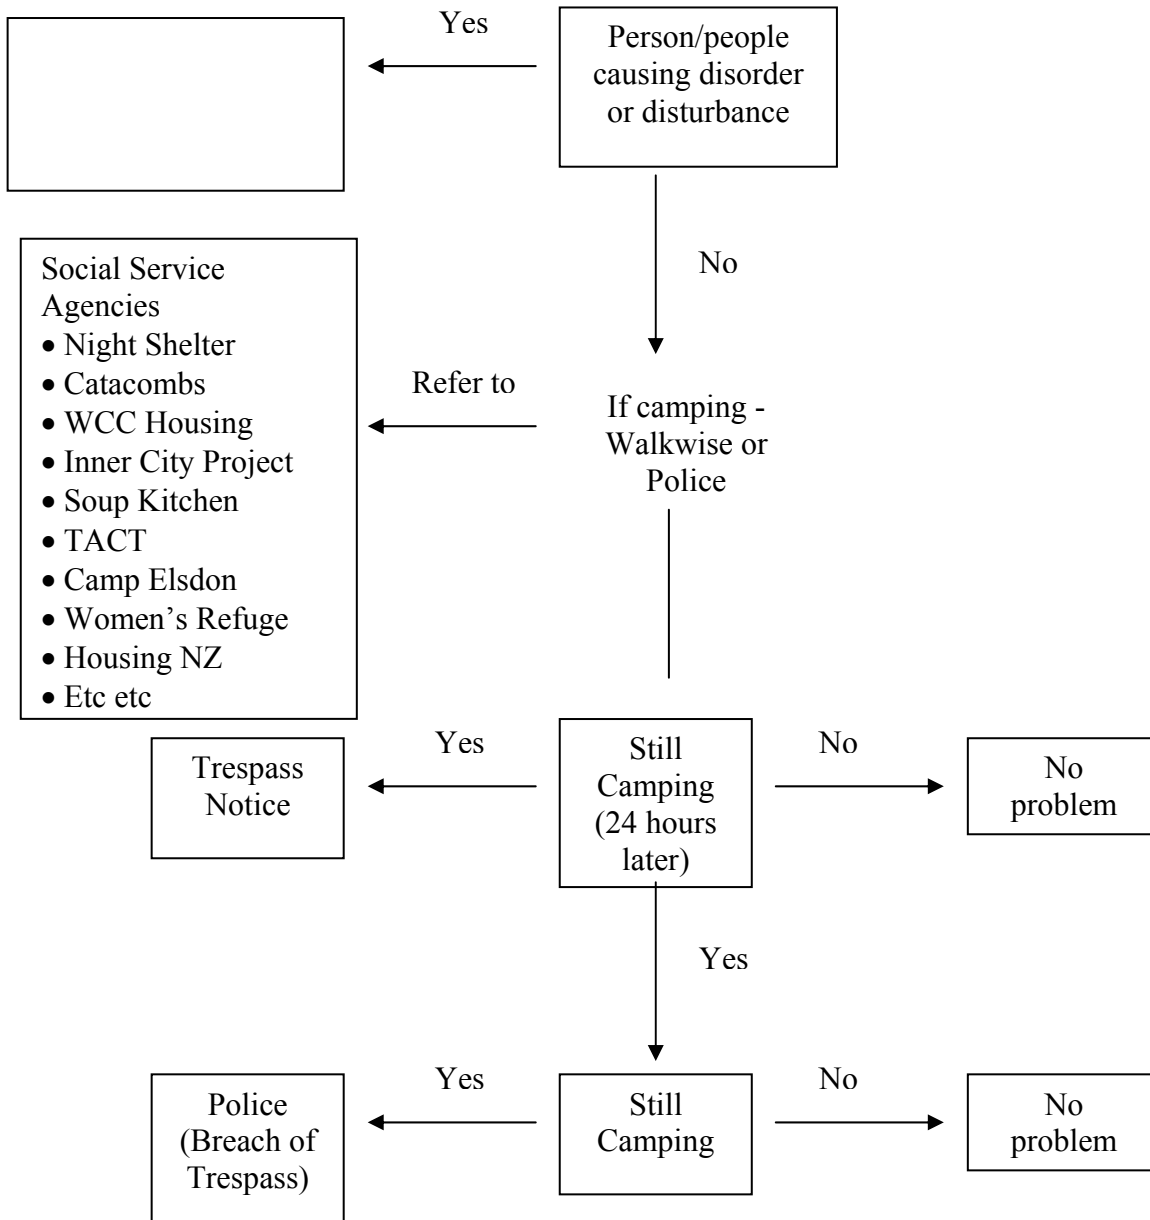 Yes
Person/people
causing disorder
or disturbance
No
Social Service
Agencies
• Night Shelter
• Catacombs
• WCC Housing
• Inner City Project
• Soup Kitchen
• TACT
• Camp Elsdon
• Women’s Refuge
• Housing NZ
• Etc etc
Refer to
If camping -
Walkwise or
Police
Trespass
Notice
Yes
Still
Camping
(24 hours
later)
No
No
problem
Yes
Police
(Breach of
Trespass)
Yes
Still
Camping
No
No
problem